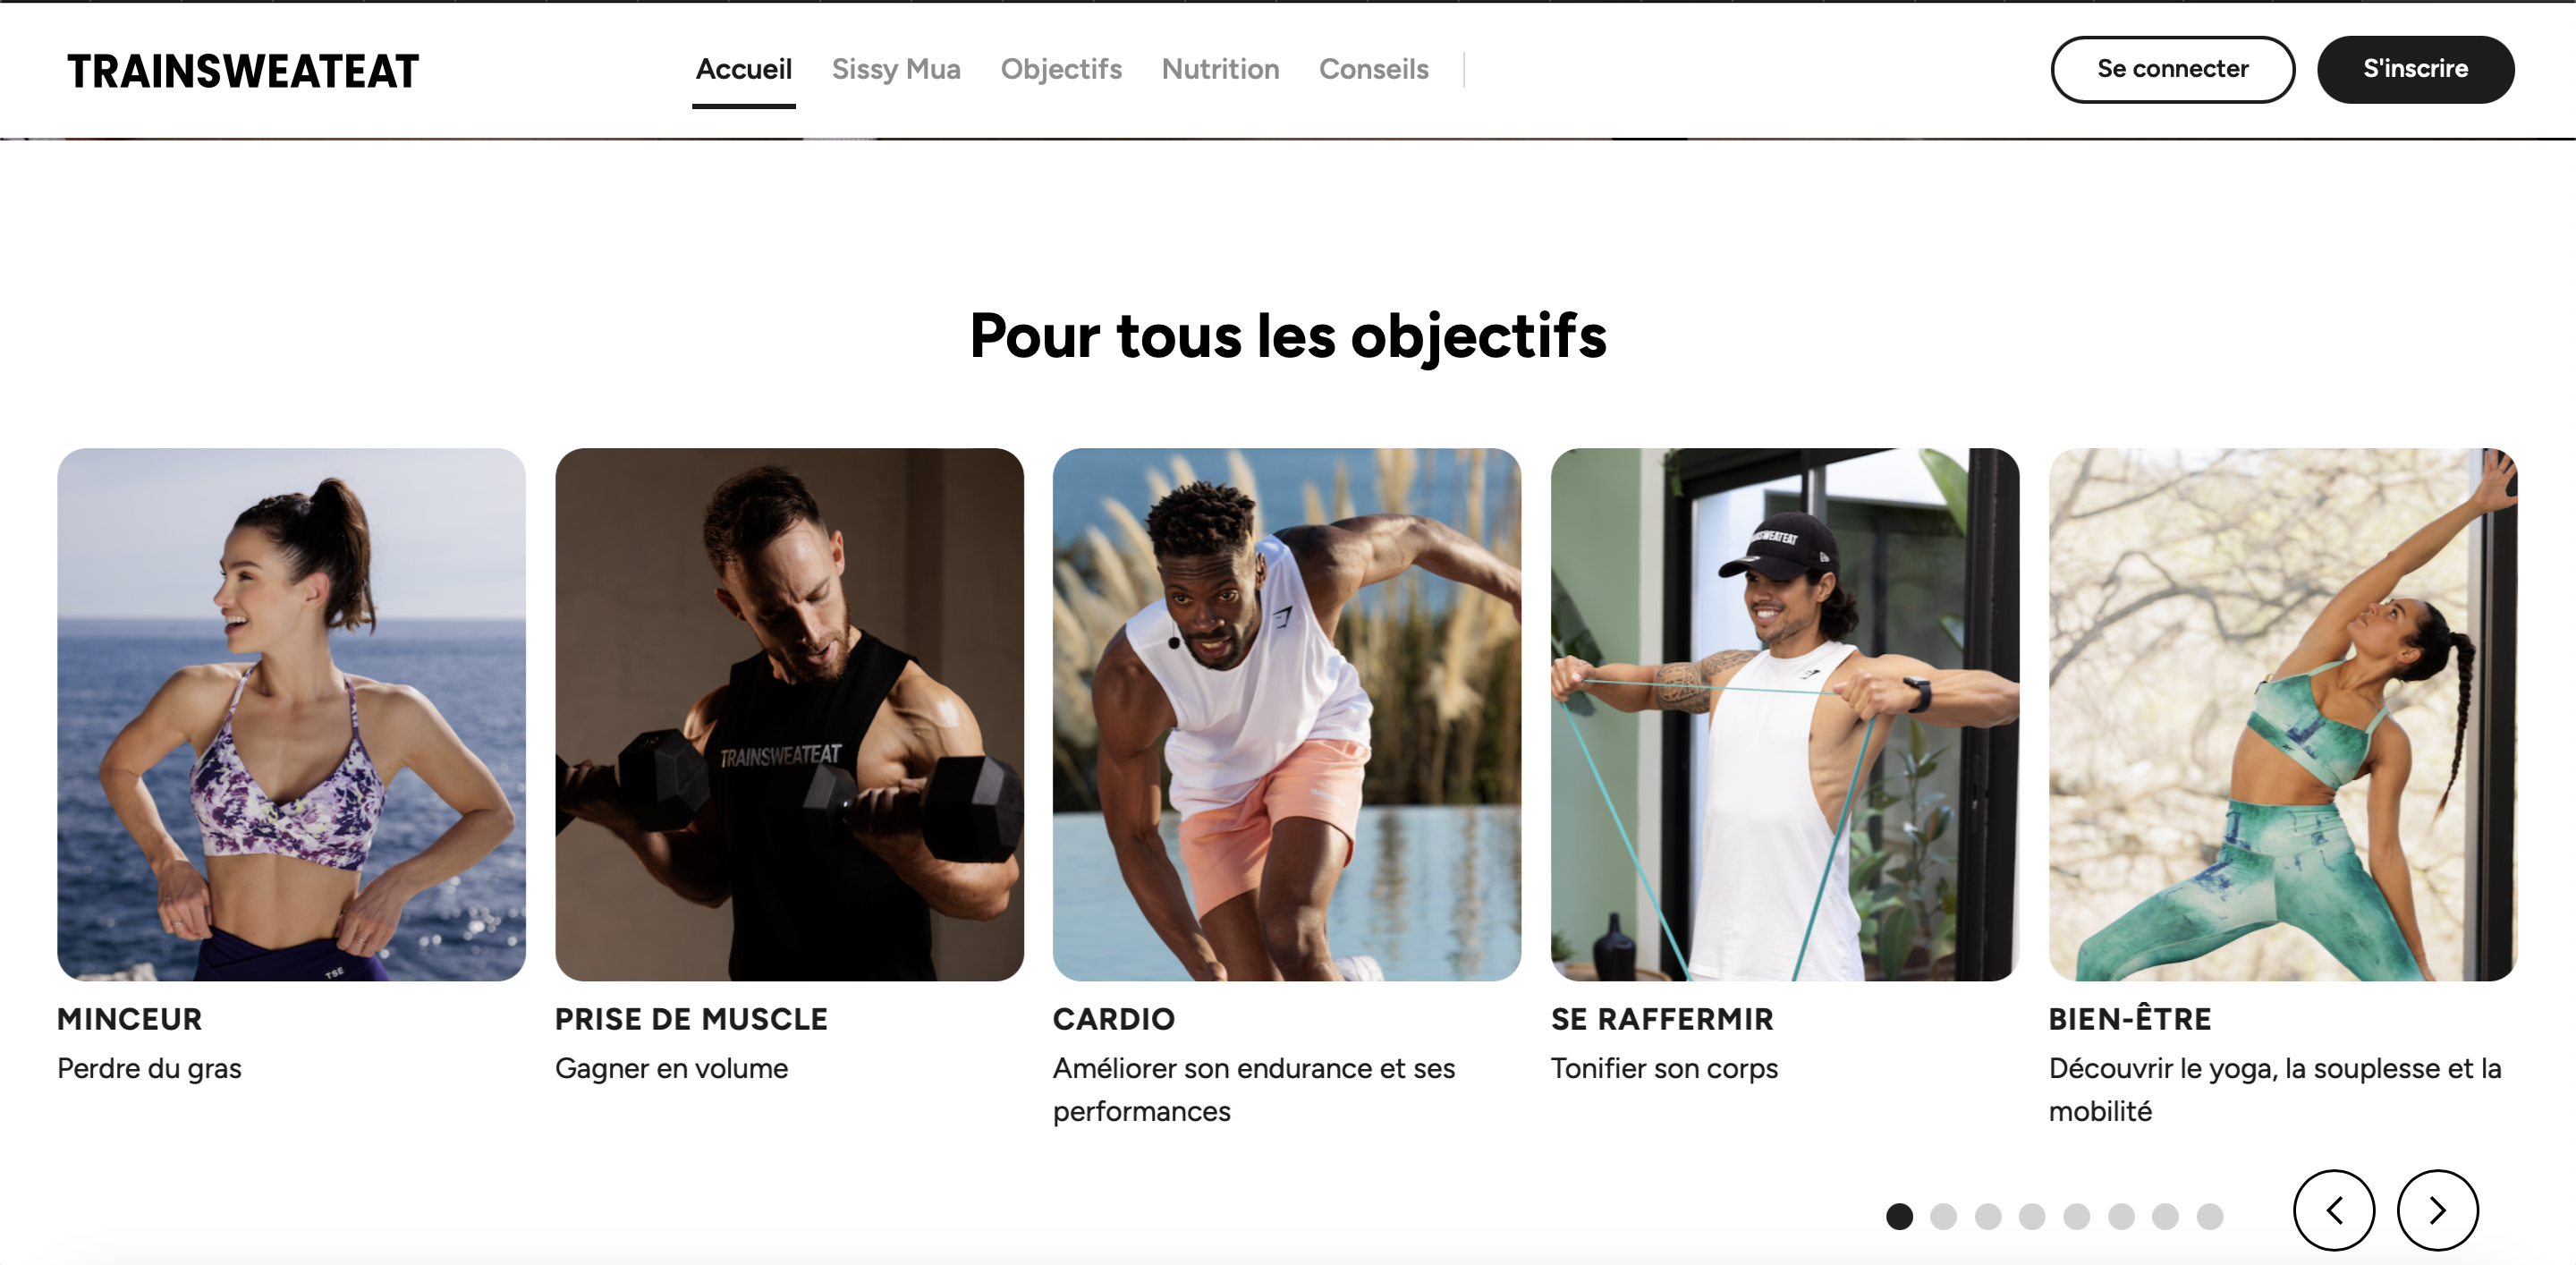 TRAINSWEATEAT
Accueil
Sissy Mua
Objectifs
Nutrition
Conseils
Se connecter
S'inscrire
Pour tous les objectifs
TRAINSWEATEAT
TSE
MINCEUR
Perdre du gras
PRISE DE MUSCLE
Gagner en volume
CARDIO
Améliorer son endurance et ses
performances
SE RAFFERMIR
Tonifier son corps
BIEN-ÊTRE
Découvrir le yoga, la souplesse et la
mobilité